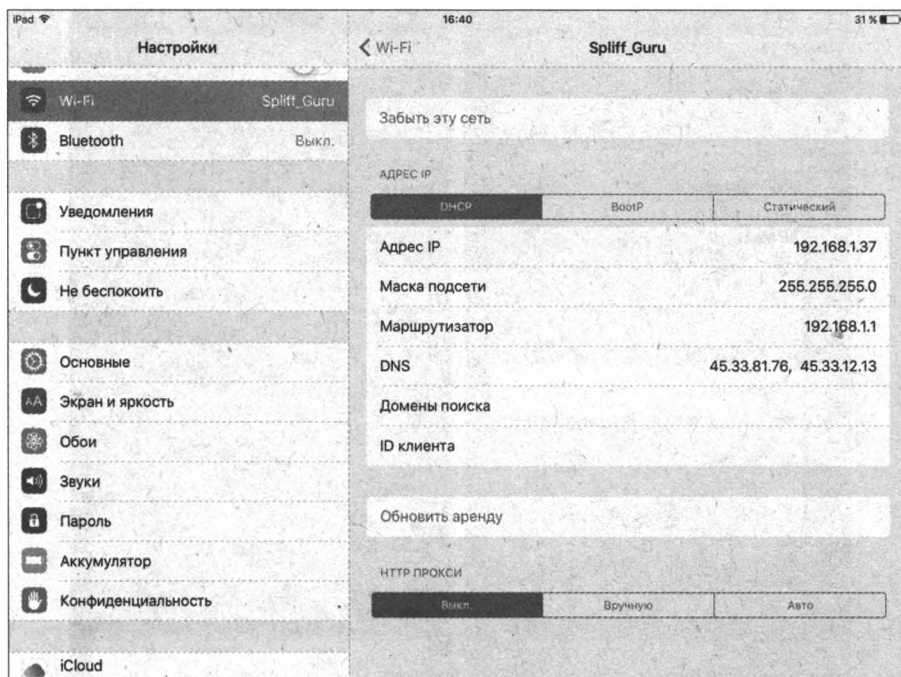 iPad 16:40 31 %
Настройки
Wi-Fi Spliff_Guru
Bluetooth Выкл.
Уведомления
Пункт управления
Не беспокоить
Основные
Экран и яркость
Обои
Звуки
Пароль
Аккумулятор
Конфиденциальность
iCloud
Wi-Fi Spliff_Guru
Забыть эту сеть
АДРЕС IP
DHCP BootP Статический
Адрес IP 192.168.1.37
Маска подсети 255.255.255.0
Маршрутизатор 192.168.1.1
DNS 45.33.81.76, 45.33.12.13
Домены поиска
ID клиента
Обновить аренду
HTTP ПРОКСИ
Выкл. Вручную Авто